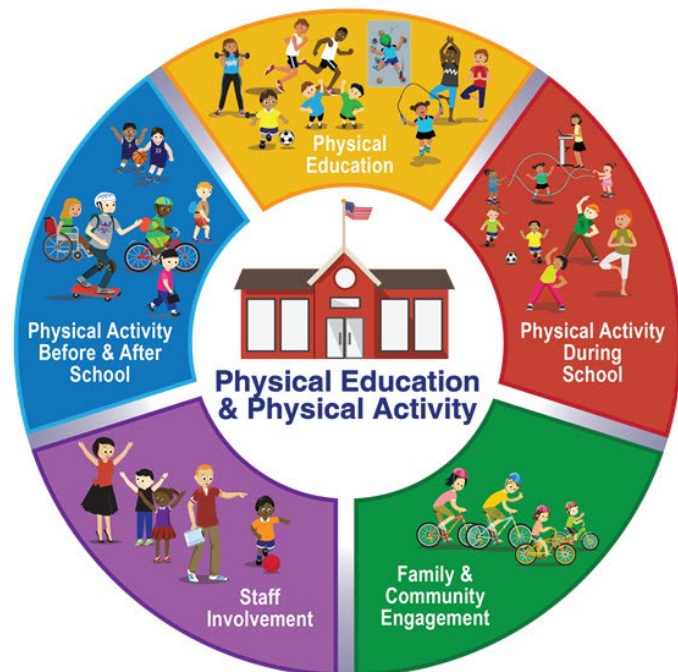 Physical
Education
Physical Activity
Before & After
School
Physical Activity
During
School
Physical Education
& Physical Activity
Staff
Involvement
Family &
Community
Engagement